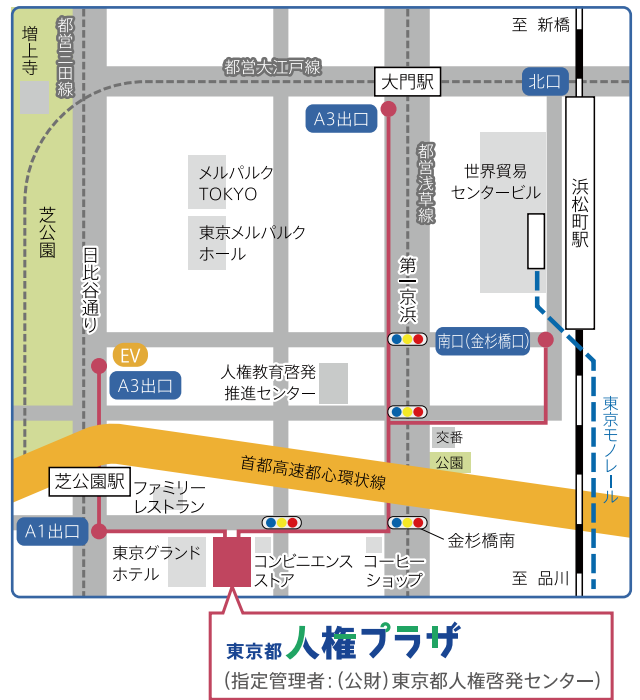 至 新橋
増上寺
都営三田線
都営大江戸線
大門駅
北口
A3出口
メルパルク
TOKYO
都営浅草線
世界貿易
センタービル
浜松町駅
芝公園
東京メルパルク
ホール
日比谷通り
第一京浜
南口(金杉橋口)
EV
A3出口
人権教育啓発
推進センター
東京モノレール
交番
公園
首都高速都心環状線
芝公園駅
ファミリー
レストラン
A1出口
金杉橋南
東京グランド
ホテル
コンビニエンス
ストア
コーヒー
ショップ
至 品川
東京都 人権プラザ
(指定管理者:(公財)東京都人権啓発センター)